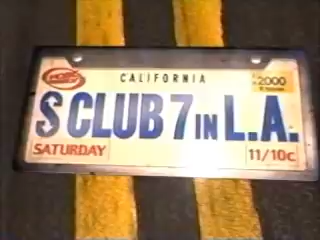 CALIFORNIA
2000
S CLUB 7 IN L.A.
SATURDAY
11/10c